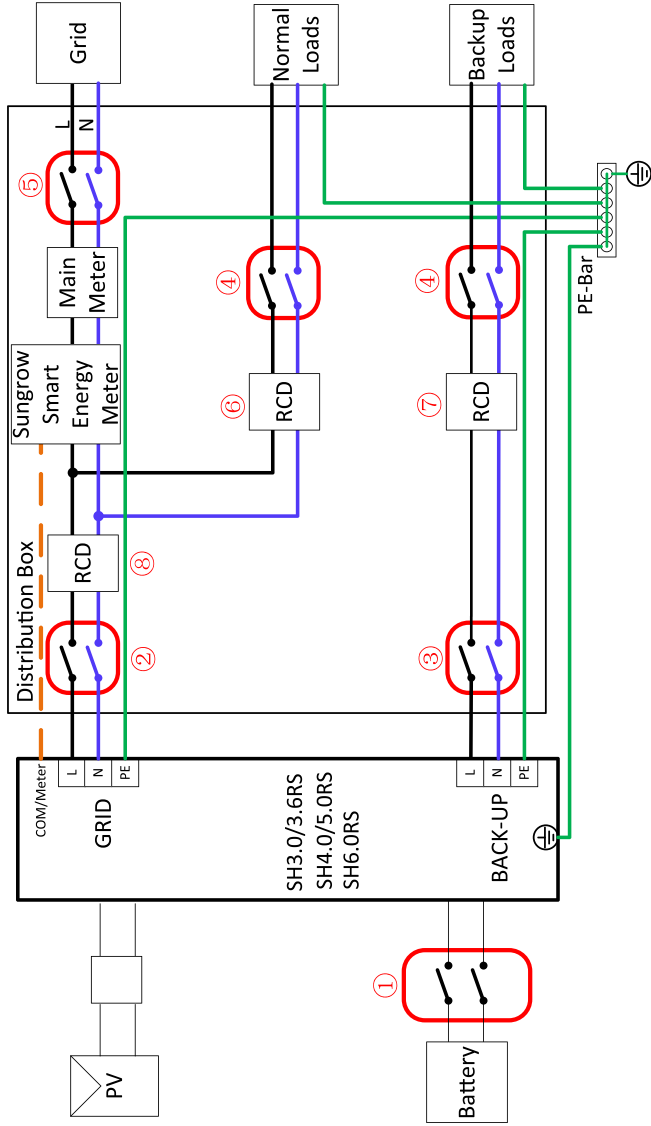 Grid
Normal
Loads
Backup
Loads
L
N
⑤
Main
Meter
④
④
PE-Bar
Sungrow
Smart
Energy
Meter
⑥
RCD
⑦
RCD
Distribution Box
RCD
⑧
②
③
COM/Meter
L
N
PE
GRID
L
N
PE
BACK-UP
SH3.0/3.6RS
SH4.0/5.0RS
SH6.0RS
①
PV
Battery